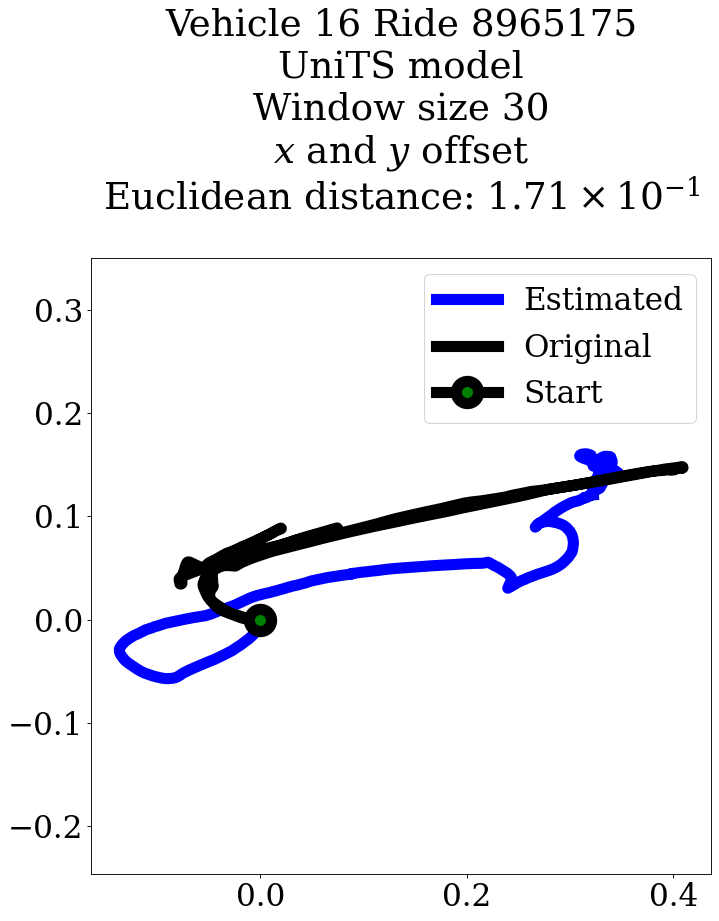 Vehicle 16 Ride 8965175
UniTS model
Window size 30
x and y offset
Euclidean distance: 1.71 × 10⁻¹
Estimated
Original
Start
0.3
0.2
0.1
0.0
−0.1
−0.2
0.0 0.2 0.4